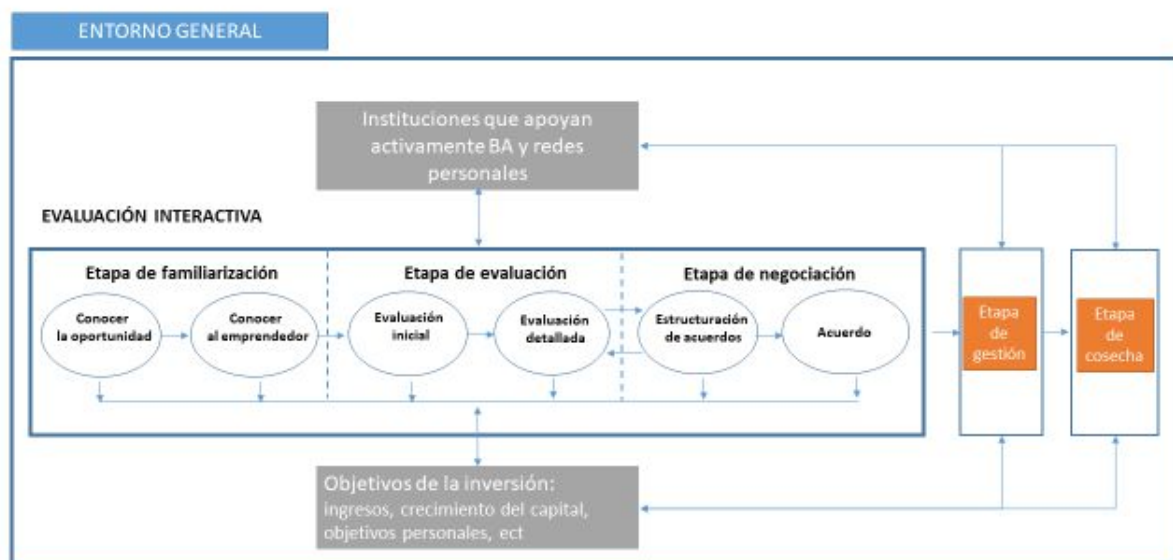 ENTORNO GENERAL
Instituciones que apoyan
activamente BA y redes
personales
EVALUACIÓN INTERACTIVA
Etapa de familiarización
Etapa de evaluación
Etapa de negociación
Conocer
la oportunidad
Conocer
al emprendedor
Evaluación
inicial
Evaluación
detallada
Estructuración
de acuerdos
Acuerdo
Etapa
de
gestión
Etapa
de
cosecha
Objetivos de la inversión:
ingresos, crecimiento del capital,
objetivos personales, ect